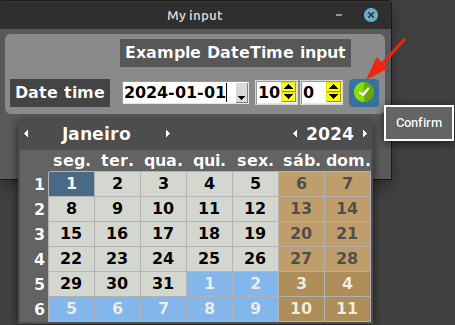 My input
Example DateTime input
Date time 2024-01-01 10 0
Confirm
Janeiro 2024
seg. ter. qua. qui. sex. sáb. dom.
1 1 2 3 4 5 6 7
2 8 9 10 11 12 13 14
3 15 16 17 18 19 20 21
4 22 23 24 25 26 27 28
5 29 30 31 1 2 3 4
6 5 6 7 8 9 10 11